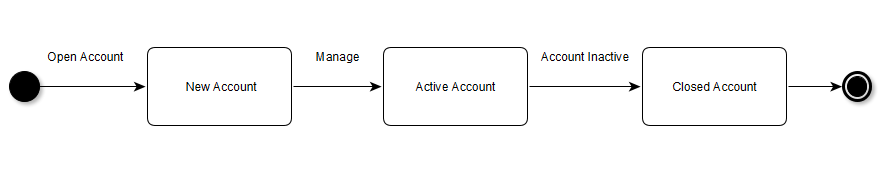 Open Account
Manage
Account Inactive
New Account
Active Account
Closed Account